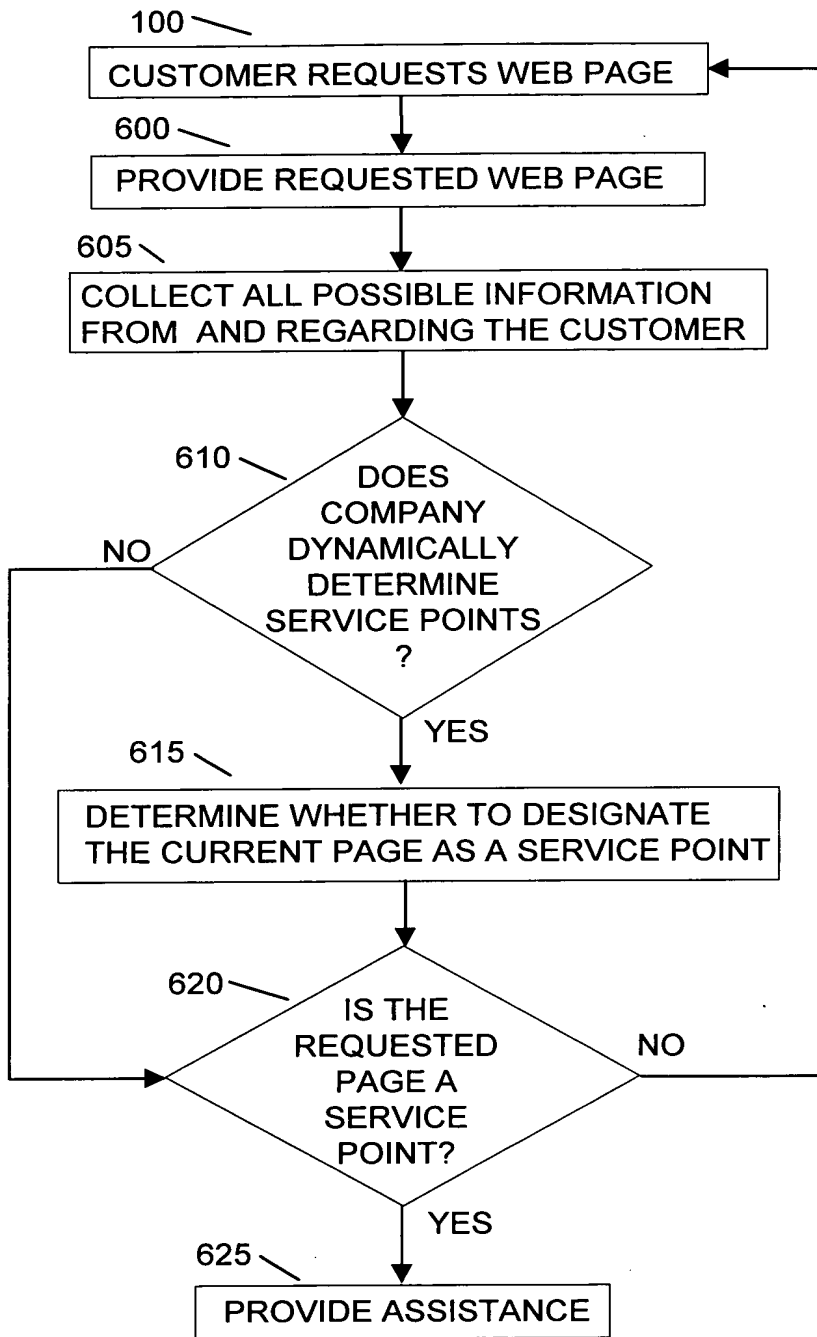 100
CUSTOMER REQUESTS WEB PAGE
600
PROVIDE REQUESTED WEB PAGE
605
COLLECT ALL POSSIBLE INFORMATION
FROM AND REGARDING THE CUSTOMER
610
DOES
COMPANY
DYNAMICALLY
DETERMINE
SERVICE POINTS
?
NO
YES
615
DETERMINE WHETHER TO DESIGNATE
THE CURRENT PAGE AS A SERVICE POINT
620
IS THE
REQUESTED
PAGE A
SERVICE
POINT?
NO
YES
625
PROVIDE ASSISTANCE